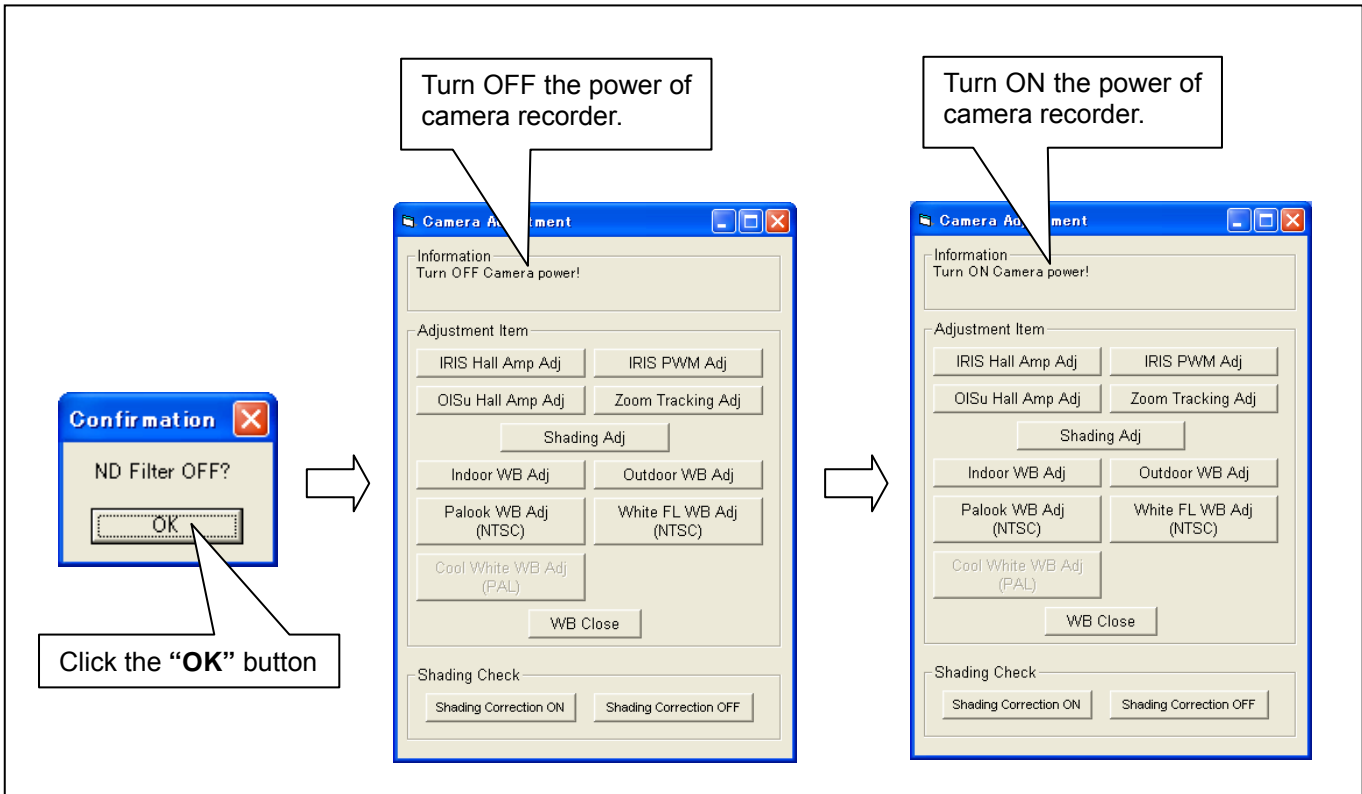 Turn OFF the power of
camera recorder.
Turn ON the power of
camera recorder.
Confirmation
ND Filter OFF?
OK
Click the “OK” button
Camera A tment
Information
Turn OFF Camera power!
Adjustment Item
IRIS Hall Amp Adj
IRIS PWM Adj
OISu Hall Amp Adj
Zoom Tracking Adj
Shading Adj
Indoor WB Adj
Outdoor WB Adj
Palook WB Adj
(NTSC)
White FL WB Adj
(NTSC)
Cool White WB Adj
(PAL)
WB Close
Shading Check
Shading Correction ON
Shading Correction OFF
Camera Ad ment
Information
Turn ON Camera power!
Adjustment Item
IRIS Hall Amp Adj
IRIS PWM Adj
OISu Hall Amp Adj
Zoom Tracking Adj
Shading Adj
Indoor WB Adj
Outdoor WB Adj
Palook WB Adj
(NTSC)
White FL WB Adj
(NTSC)
Cool White WB Adj
(PAL)
WB Close
Shading Check
Shading Correction ON
Shading Correction OFF